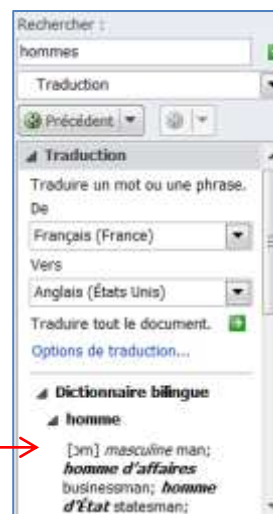 Rechercher :
hommes
Traduction
Précédent
Traduction
Traduire un mot ou une phrase.
De
Français (France)
Vers
Anglais (États Unis)
Traduire tout le document.
Options de traduction...
Dictionnaire bilingue
homme
[ɔm] masculine man;
homme d'affaires
businessman; homme
d'État statesman;